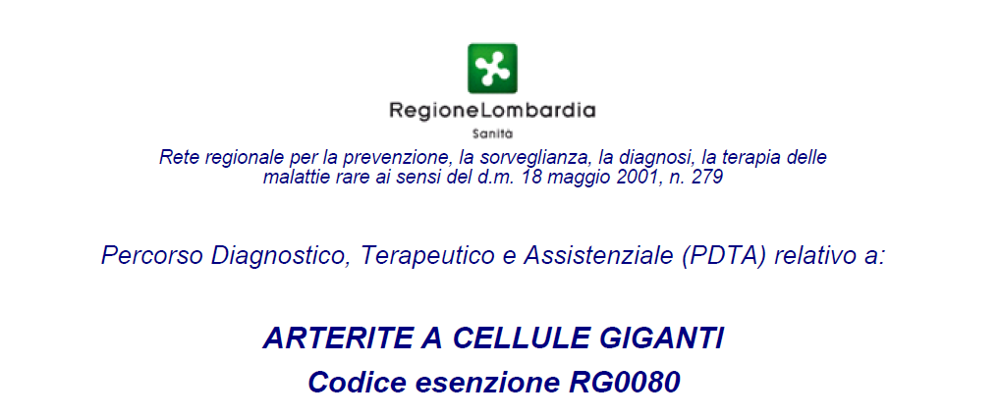 RegioneLombardia
Sanità
Rete regionale per la prevenzione, la sorveglianza, la diagnosi, la terapia delle
malattie rare ai sensi del d.m. 18 maggio 2001, n. 279
Percorso Diagnostico, Terapeutico e Assistenziale (PDTA) relativo a:
ARTERITE A CELLULE GIGANTI
Codice esenzione RG0080